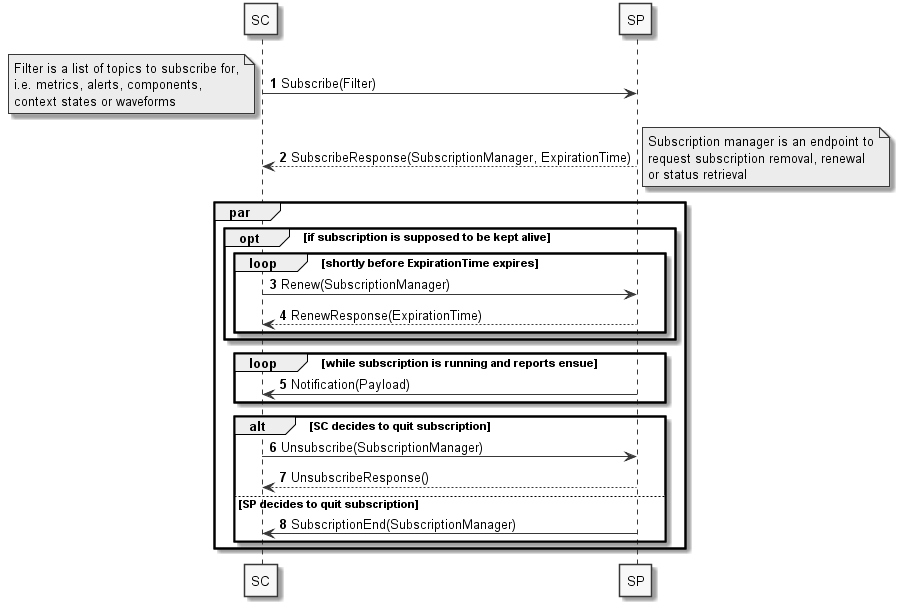 SC
SP
Filter is a list of topics to subscribe for,
i.e. metrics, alerts, components,
context states or waveforms
1 Subscribe(Filter)
Subscription manager is an endpoint to
request subscription removal, renewal
or status retrieval
2 SubscribeResponse(SubscriptionManager, ExpirationTime)
par
opt [if subscription is supposed to be kept alive]
loop [shortly before ExpirationTime expires]
3 Renew(SubscriptionManager)
4 RenewResponse(ExpirationTime)
loop [while subscription is running and reports ensue]
5 Notification(Payload)
alt [SC decides to quit subscription]
6 Unsubscribe(SubscriptionManager)
7 UnsubscribeResponse()
[SP decides to quit subscription]
8 SubscriptionEnd(SubscriptionManager)
SC
SP